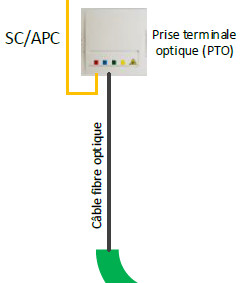 SC/APC
Prise terminale
optique (PTO)
Câble fibre optique